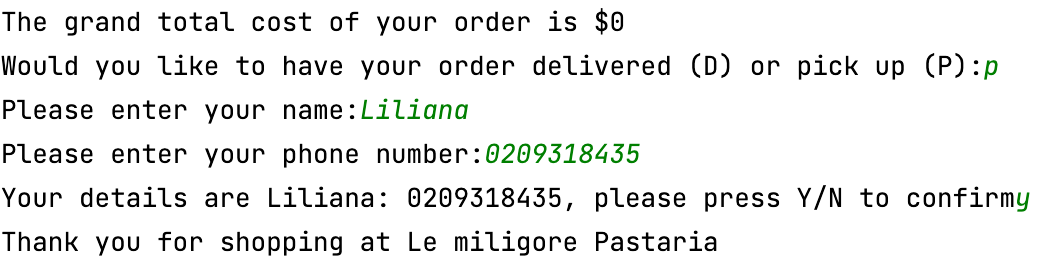 The grand total cost of your order is $0
Would you like to have your order delivered (D) or pick up (P):p
Please enter your name:Liliana
Please enter your phone number:0209318435
Your details are Liliana: 0209318435, please press Y/N to confirmy
Thank you for shopping at Le miligore Pastaria